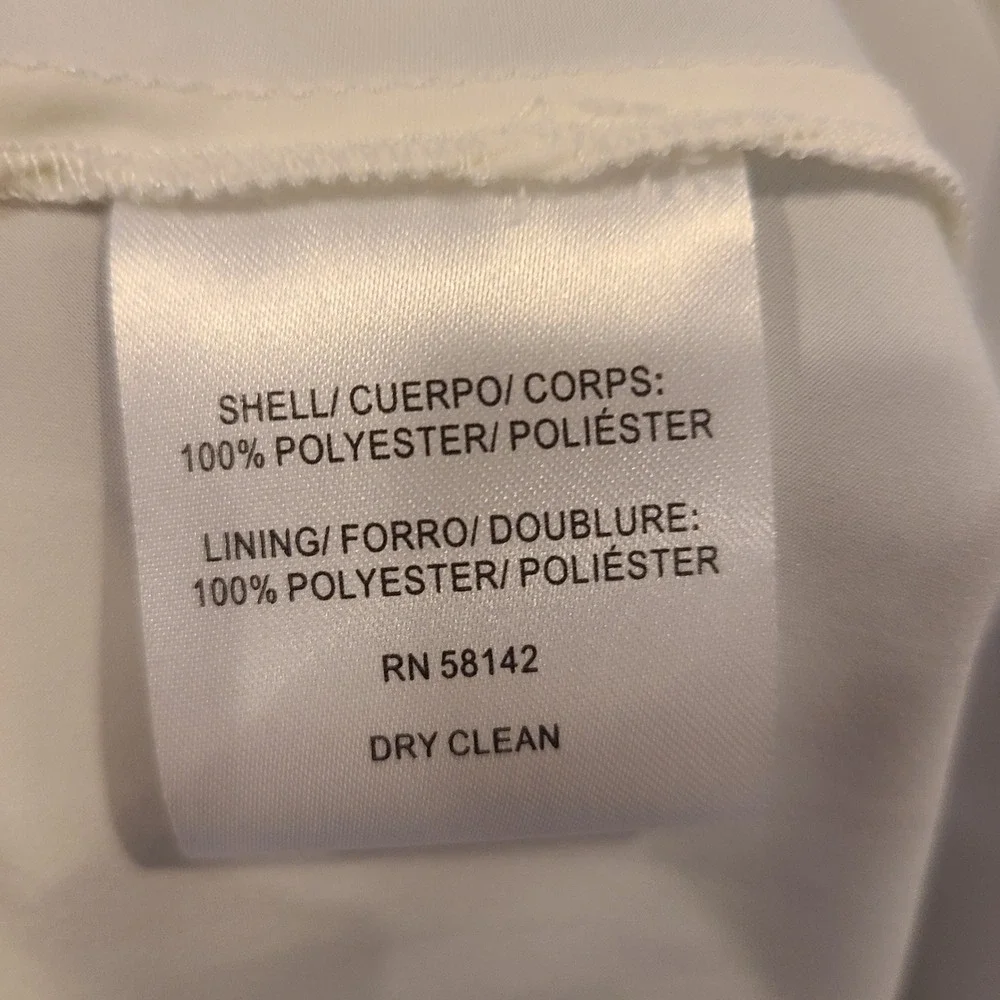 SHELL/ CUERPO/ CORPS:
100% POLYESTER/ POLIÉSTER
LINING/ FORRO/ DOUBLURE:
100% POLYESTER/ POLIÉSTER
RN 58142
DRY CLEAN